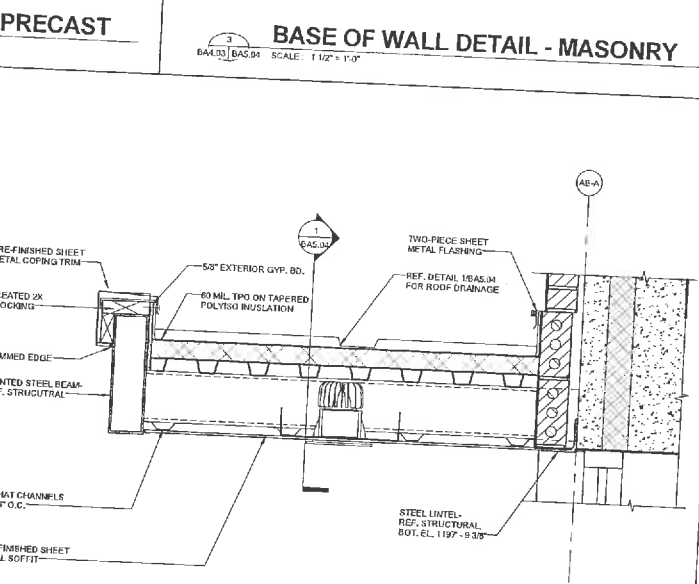 PRECAST
3
BA4.03 BA5.04
BASE OF WALL DETAIL - MASONRY
SCALE: 1 1/2" = 1'-0"
AB-A
1
BA5.04
TWO-PIECE SHEET
METAL FLASHING
RE-FINISHED SHEET
ETAL COPING TRIM
5/8" EXTERIOR GYP. BD.
REF. DETAIL 1/BA5.04
FOR ROOF DRAINAGE
EATED 2X
OCKING
60 MIL. TPO ON TAPERED
POLYISO INUSLATION
MMED EDGE
NTED STEEL BEAM-
F. STRUCUTRAL
HAT CHANNELS
" O.C.
STEEL LINTEL-
REF. STRUCTURAL
BOT. EL. 1197' - 9 3/8"
FINISHED SHEET
L SOFFIT